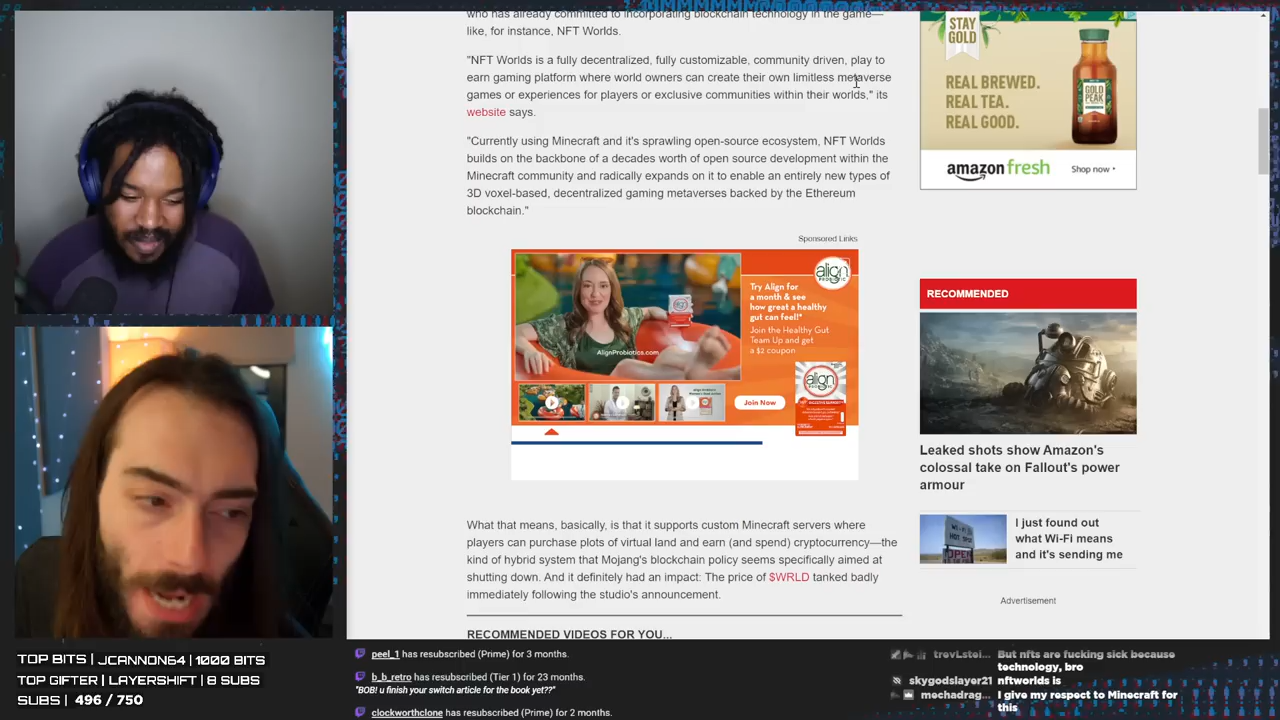 who has already committed to incorporating blockchain technology in the game—
like, for instance, NFT Worlds.
"NFT Worlds is a fully decentralized, fully customizable, community driven, play to
earn gaming platform where world owners can create their own limitless metaverse
games or experiences for players or exclusive communities within their worlds," its
website says.
"Currently using Minecraft and it's sprawling open-source ecosystem, NFT Worlds
builds on the backbone of a decades worth of open source development within the
Minecraft community and radically expands on it to enable an entirely new types of
3D voxel-based, decentralized gaming metaverses backed by the Ethereum
blockchain."
Sponsored Links
align
PROBIOTIC
Try Align for
a month & see
how great a healthy
gut can feel!*
Join the Healthy Gut
Team Up and get
a $2 coupon
AlignProbiotics.com
align
Join Now
What that means, basically, is that it supports custom Minecraft servers where
players can purchase plots of virtual land and earn (and spend) cryptocurrency—the
kind of hybrid system that Mojang's blockchain policy seems specifically aimed at
shutting down. And it definitely had an impact: The price of $WRLD tanked badly
immediately following the studio's announcement.
RECOMMENDED VIDEOS FOR YOU...
STAY
GOLD
REAL BREWED.
REAL TEA.
REAL GOOD.
GOLD
PEAK
amazon fresh
Shop now
RECOMMENDED
Leaked shots show Amazon's
colossal take on Fallout's power
armour
OPEN
I just found out
what Wi-Fi means
and it's sending me
Advertisement
TOP BITS | JCANNON64 | 1000 BITS
TOP GIFTER | LAYERSHIFT | 8 SUBS
SUBS | 496 / 750
peel_1 has resubscribed (Prime) for 3 months.
b_b_retro has resubscribed (Tier 1) for 23 months.
"BOB! u finish your switch article for the book yet??"
clockworthclone has resubscribed (Prime) for 2 months.
But nfts are fucking sick because
technology, bro
skygodslayer21 nftworlds is
mechadrag... I give my respect to Minecraft for
this